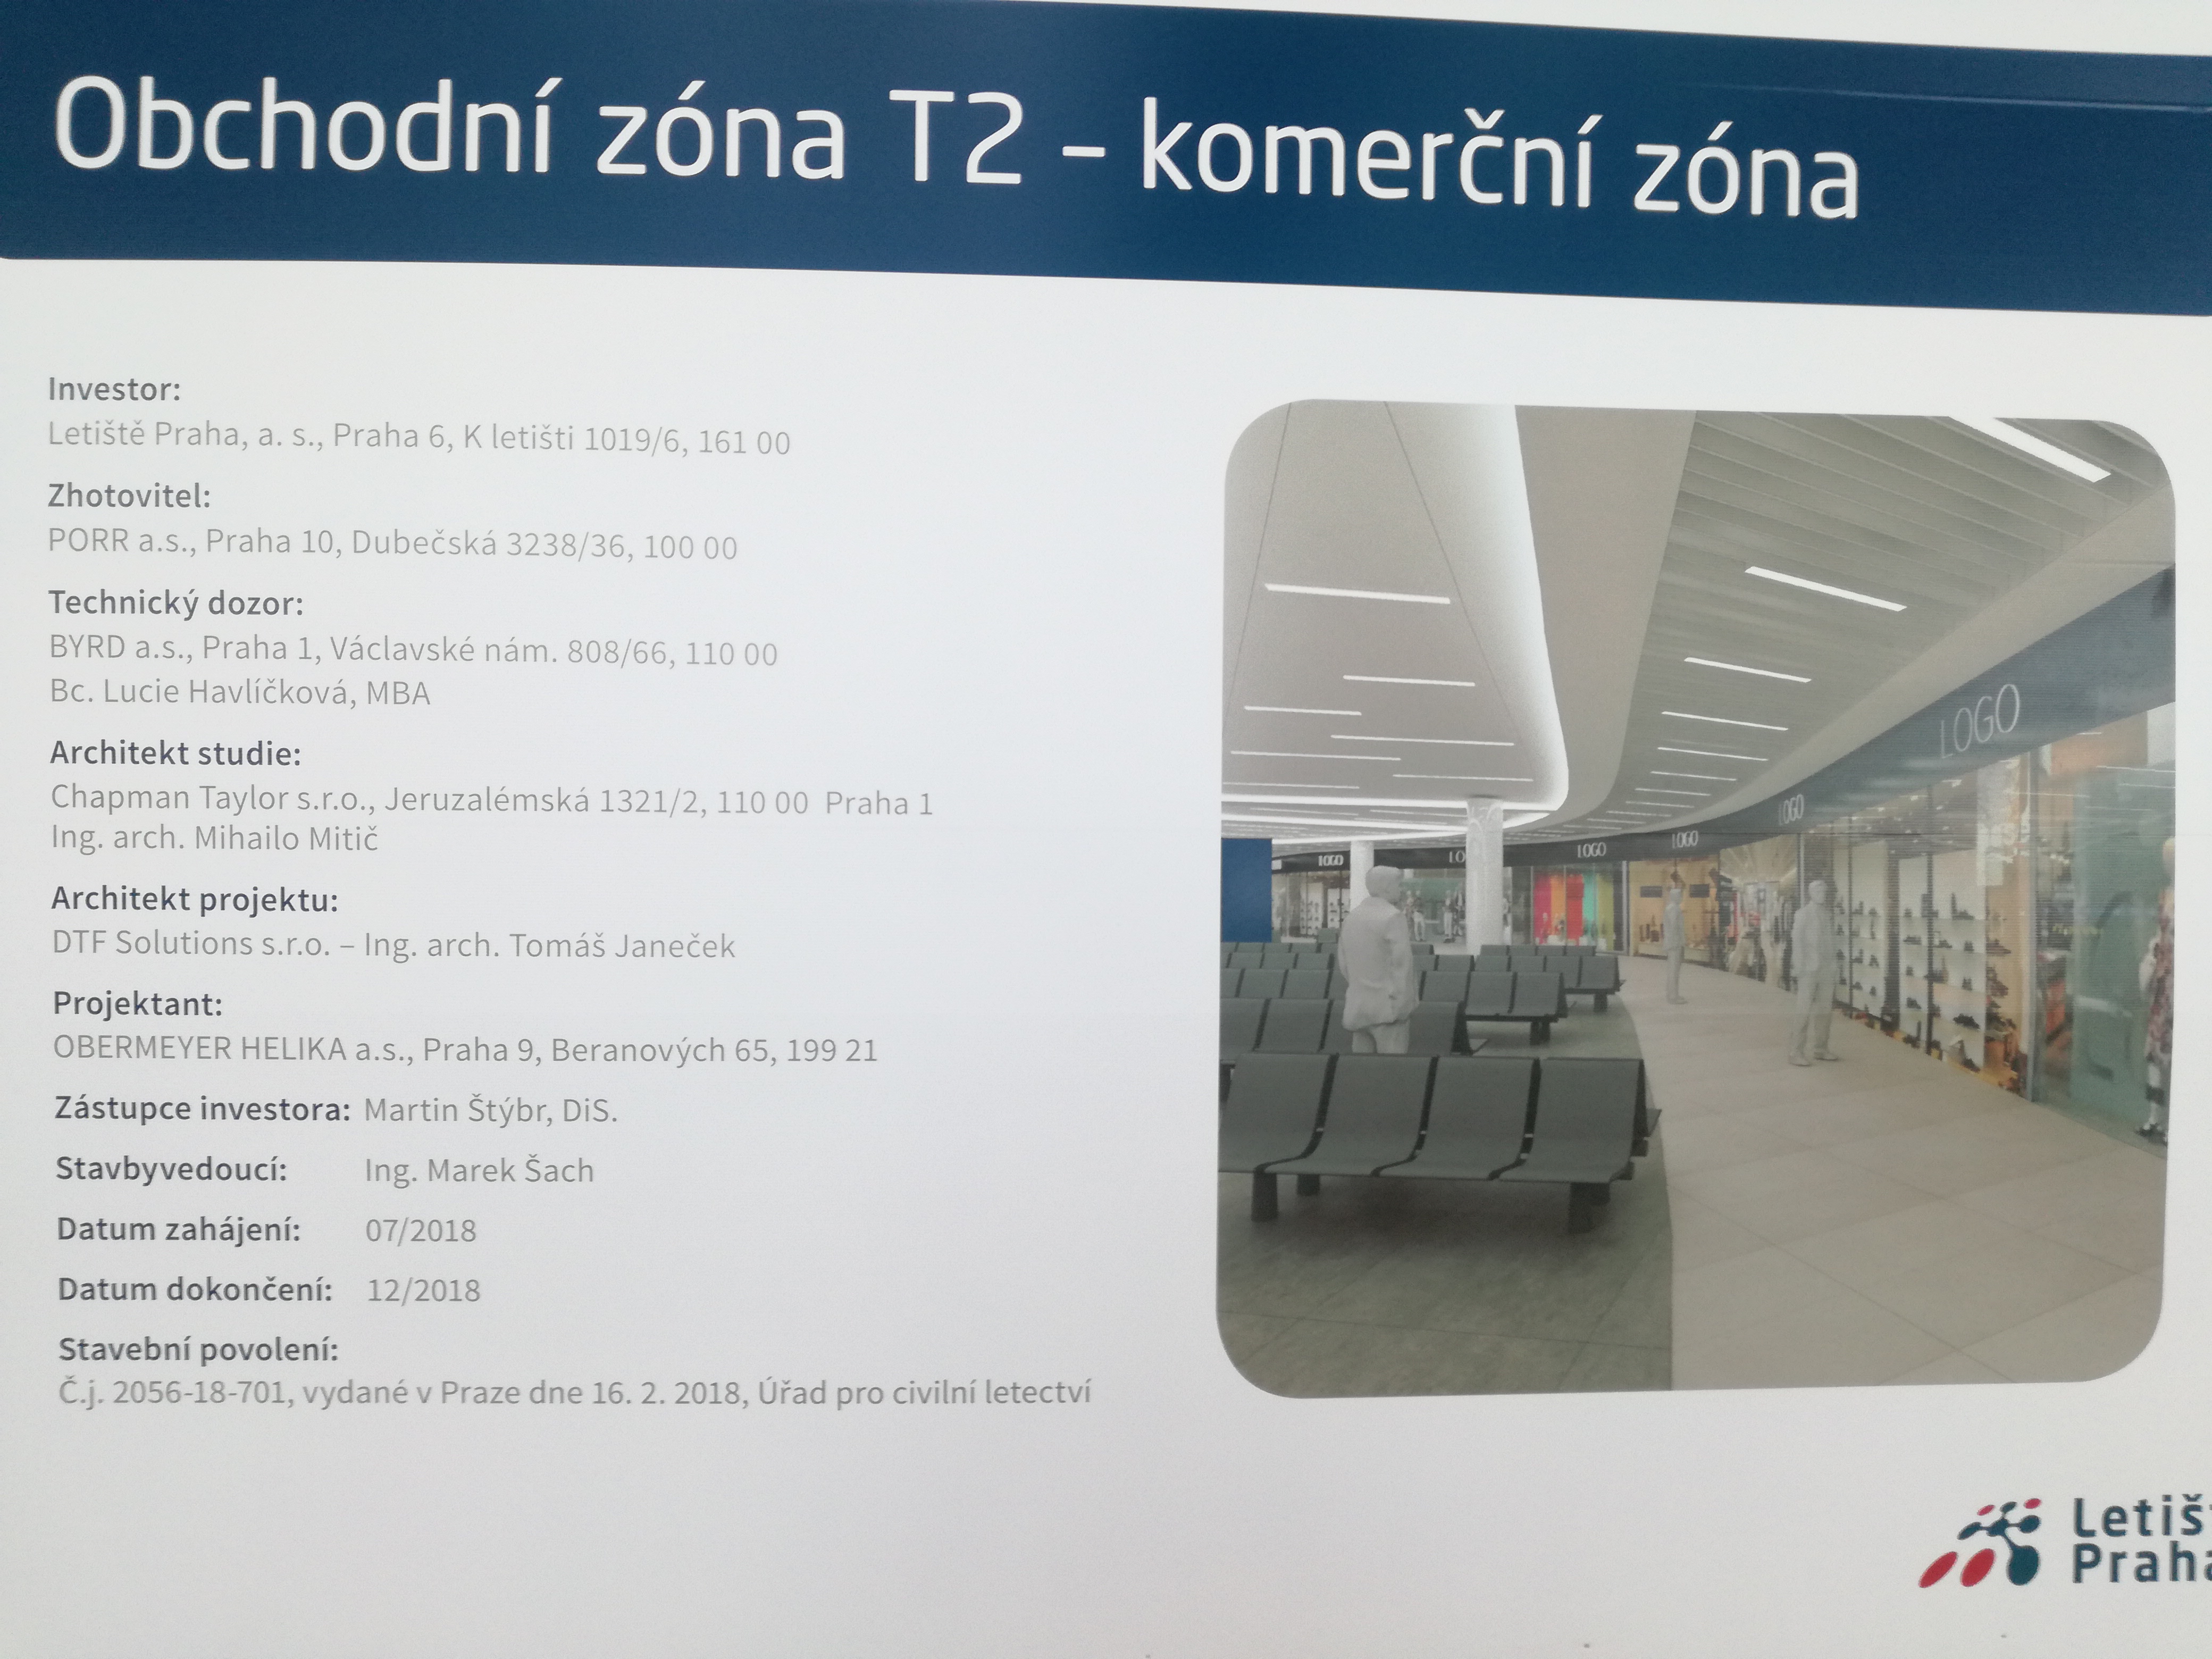 Obchodní zóna T2 – komerční zóna
Investor:
Letiště Praha, a. s., Praha 6, K letišti 1019/6, 161 00
Zhotovitel:
PORR a.s., Praha 10, Dubečská 3238/36, 100 00
Technický dozor:
BYRD a.s., Praha 1, Václavské nám. 808/66, 110 00
Bc. Lucie Havlíčková, MBA
Architekt studie:
Chapman Taylor s.r.o., Jeruzalémská 1321/2, 110 00 Praha 1
Ing. arch. Mihailo Mitič
Architekt projektu:
DTF Solutions s.r.o. – Ing. arch. Tomáš Janeček
Projektant:
OBERMEYER HELIKA a.s., Praha 9, Beranových 65, 199 21
Zástupce investora: Martin Štýbr, DiS.
Stavbyvedoucí: Ing. Marek Šach
Datum zahájení: 07/2018
Datum dokončení: 12/2018
Stavební povolení:
Č.j. 2056-18-701, vydané v Praze dne 16. 2. 2018, Úřad pro civilní letectví
LOGO
LOGO
LOGO
LOGO
LO
LOGO
Letiš
Praha